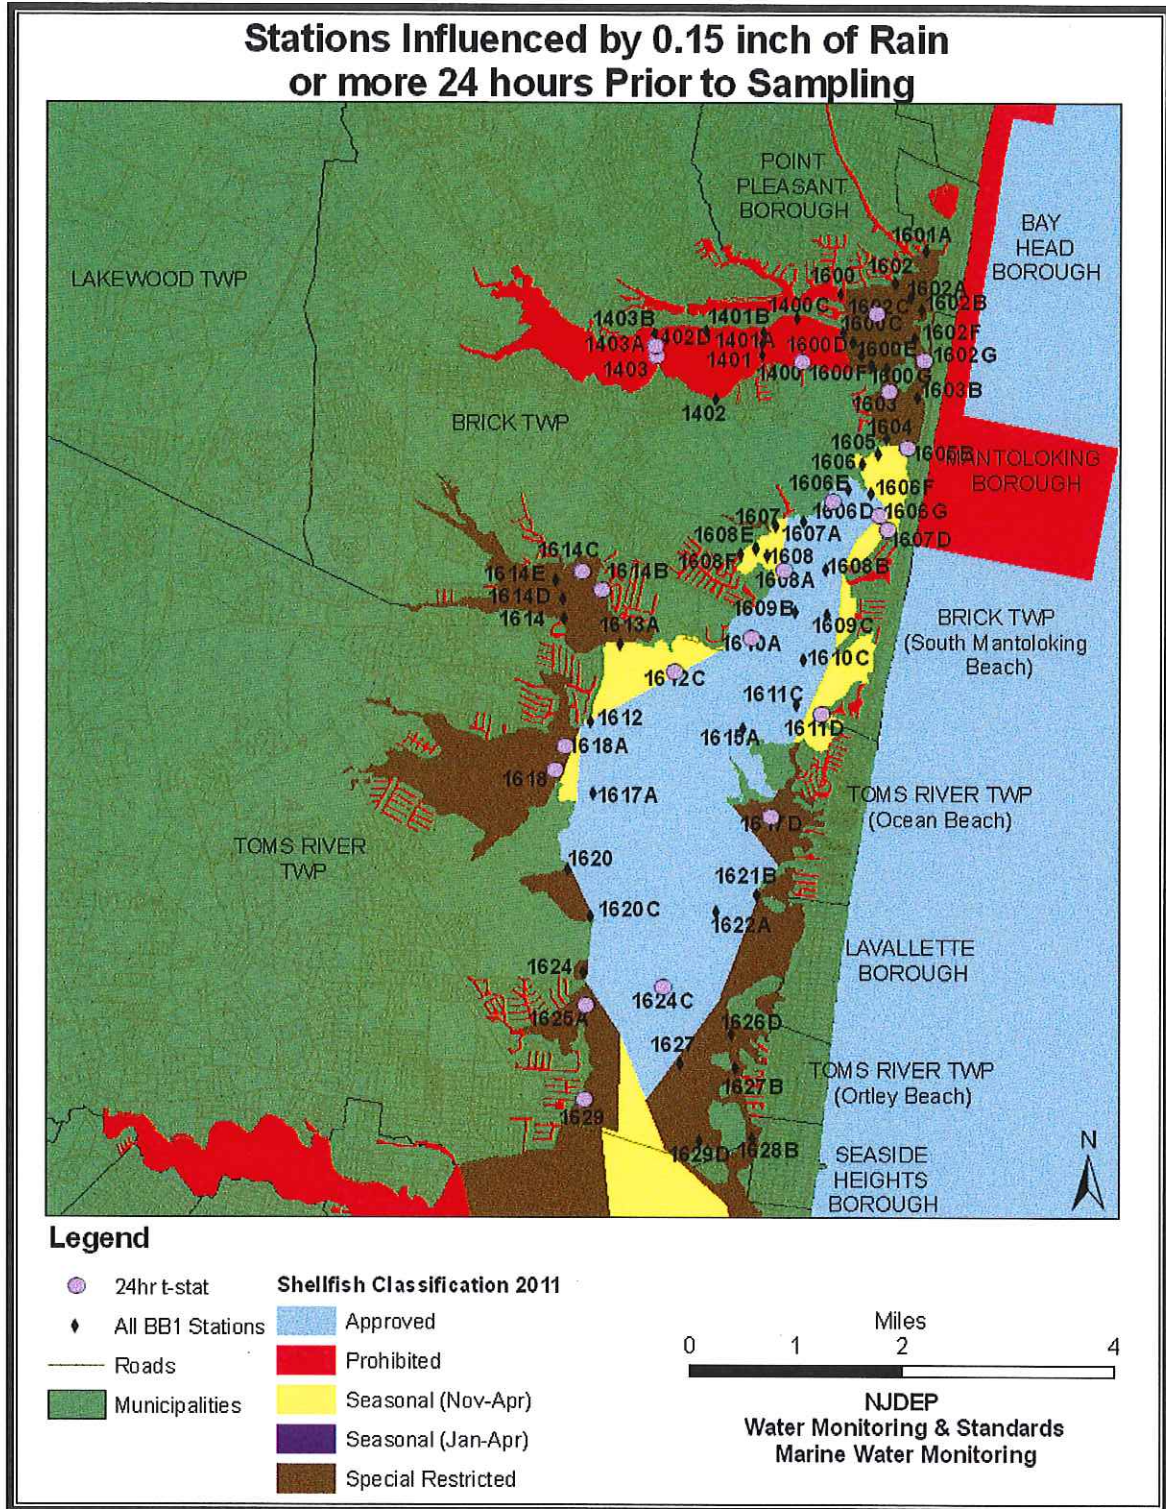 Stations Influenced by 0.15 inch of Rain
or more 24 hours Prior to Sampling
POINT
PLEASANT
BOROUGH
BAY
HEAD
BOROUGH
LAKEWOOD TWP
1601A
1602
1600
1602A
1602B
1602C
1400C
1403B
1401B
1600C
1602F
402D
1403A
1401A
1600D
1600E
1602G
1403
1401
1400
1600F
1600G
1603B
1603
1402
BRICK TWP
1604
1605
1605B
1606
MANTOLOKING
BOROUGH
1606E
1606F
1606D
1606G
1607
1607A
1607D
1608E
1608F
1608
1608B
1608A
1614C
1614E
1614B
1614D
1614
1609B
1609C
1613A
1610A
1610C
1612C
BRICK TWP
(South Mantoloking
Beach)
1611C
1612
1611D
1615A
1618A
1618
1617A
1617D
TOMS RIVER TWP
(Ocean Beach)
TOMS RIVER
TWP
1620
1621B
1620C
1622A
LAVALLETTE
BOROUGH
1624
1624C
1625A
1626D
1627
1627B
TOMS RIVER TWP
(Ortley Beach)
1629
1629D
1628B
SEASIDE
HEIGHTS
BOROUGH
N
Legend
24hr t-stat
All BB1 Stations
Roads
Municipalities
Shellfish Classification 2011
Approved
Prohibited
Seasonal (Nov-Apr)
Seasonal (Jan-Apr)
Special Restricted
Miles
0 1 2 4
NJDEP
Water Monitoring & Standards
Marine Water Monitoring